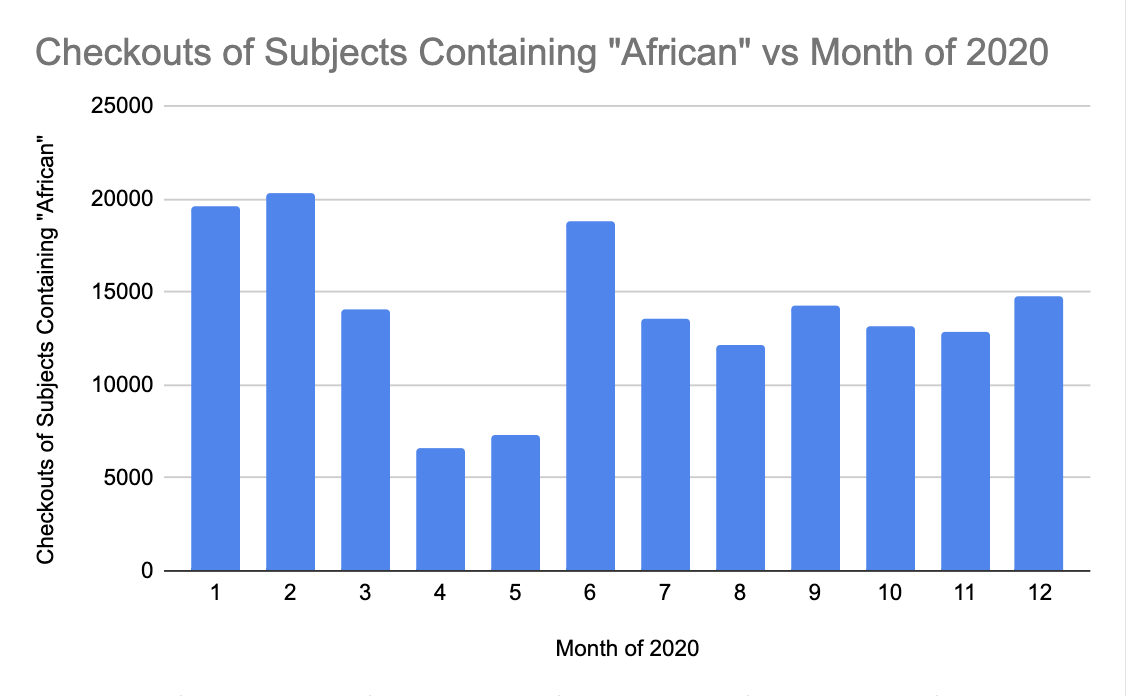 Checkouts of Subjects Containing "African" vs Month of 2020
Checkouts of Subjects Containing "African"
25000
20000
15000
10000
5000
0
1 2 3 4 5 6 7 8 9 10 11 12
Month of 2020